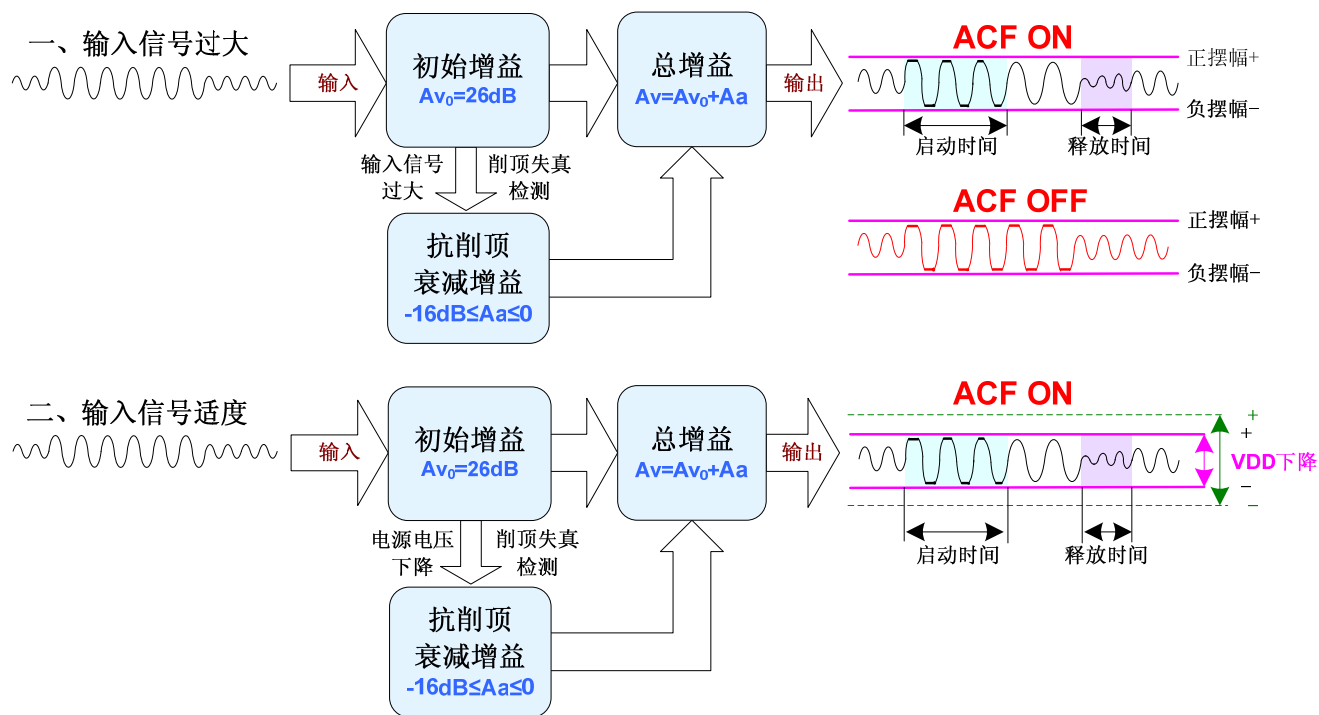 一、输入信号过大
输入
初始增益
Av₀=26dB
总增益
Av=Av₀+Aa
输出
ACF ON
正摆幅+
负摆幅-
启动时间
释放时间
输入信号
过大
削顶失真
检测
抗削顶
衰减增益
-16dB≤Aa≤0
ACF OFF
正摆幅+
负摆幅-
二、输入信号适度
输入
初始增益
Av₀=26dB
总增益
Av=Av₀+Aa
输出
ACF ON
+
+
VDD下降
-
-
启动时间
释放时间
电源电压
下降
削顶失真
检测
抗削顶
衰减增益
-16dB≤Aa≤0